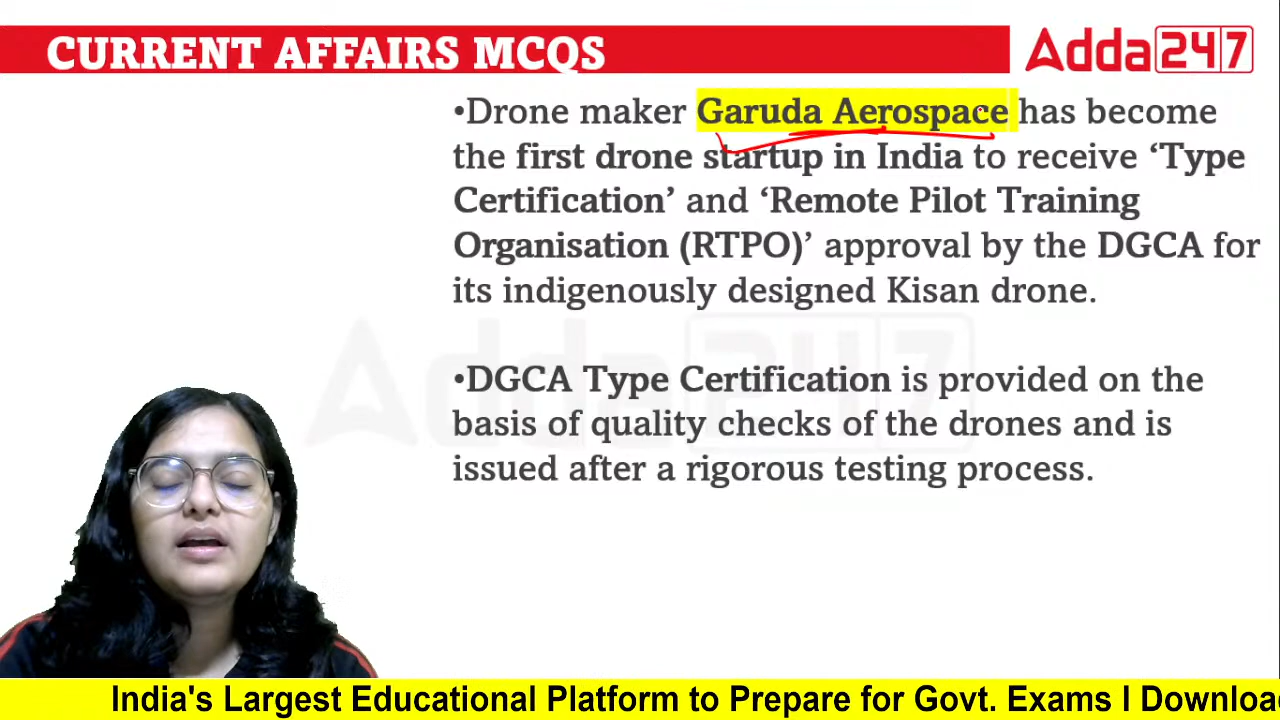 CURRENT AFFAIRS MCQS
Adda247
•Drone maker Garuda Aerospace has become
the first drone startup in India to receive ‘Type
Certification’ and ‘Remote Pilot Training
Organisation (RTPO)’ approval by the DGCA for
its indigenously designed Kisan drone.
Adda247
•DGCA Type Certification is provided on the
basis of quality checks of the drones and is
issued after a rigorous testing process.
India's Largest Educational Platform to Prepare for Govt. Exams I Downloa